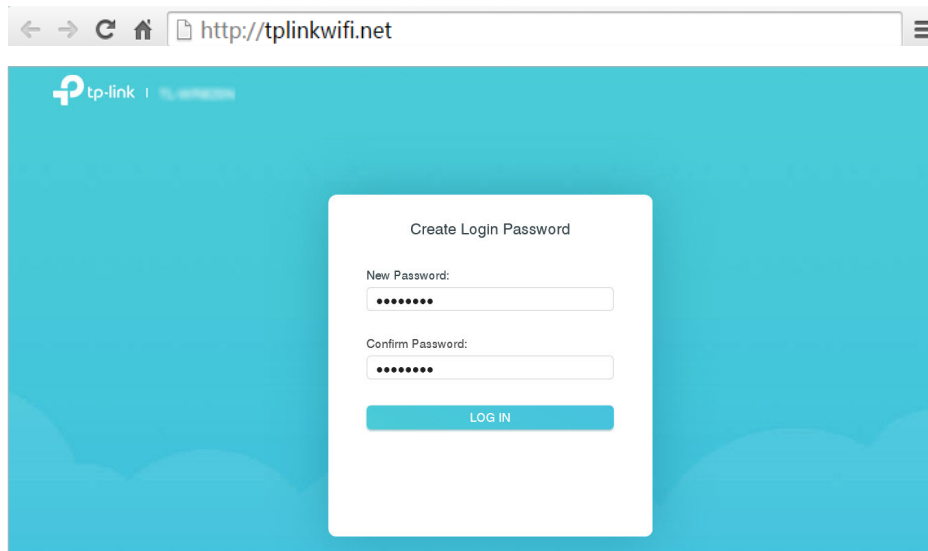 http://tplinkwifi.net
tp-link |
Create Login Password
New Password:
••••••••
Confirm Password:
••••••••
LOG IN